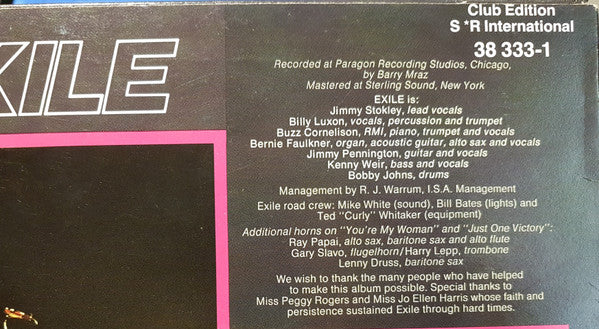 Club Edition
S*R International
38 333-1
XILE
Recorded at Paragon Recording Studios, Chicago,
by Barry Mraz
Mastered at Sterling Sound, New York
EXILE is:
Jimmy Stokley, lead vocals
Billy Luxon, vocals, percussion and trumpet
Buzz Cornelison, RMI, piano, trumpet and vocals
Bernie Faulkner, organ, acoustic guitar, alto sax and vocals
Jimmy Pennington, guitar and vocals
Kenny Weir, bass and vocals
Bobby Johns, drums
Management by R. J. Warrum, I.S.A. Management
Exile road crew: Mike White (sound), Bill Bates (lights) and
Ted "Curly" Whitaker (equipment)
Additional horns on "You're My Woman" and "Just One Victory":
Ray Papai, alto sax, baritone sax and alto flute
Gary Slavo, flugelhorn/Harry Lepp, trombone
Lenny Druss, baritone sax
We wish to thank the many people who have helped
to make this album possible. Special thanks to
Miss Peggy Rogers and Miss Jo Ellen Harris whose faith and
persistence sustained Exile through hard times.